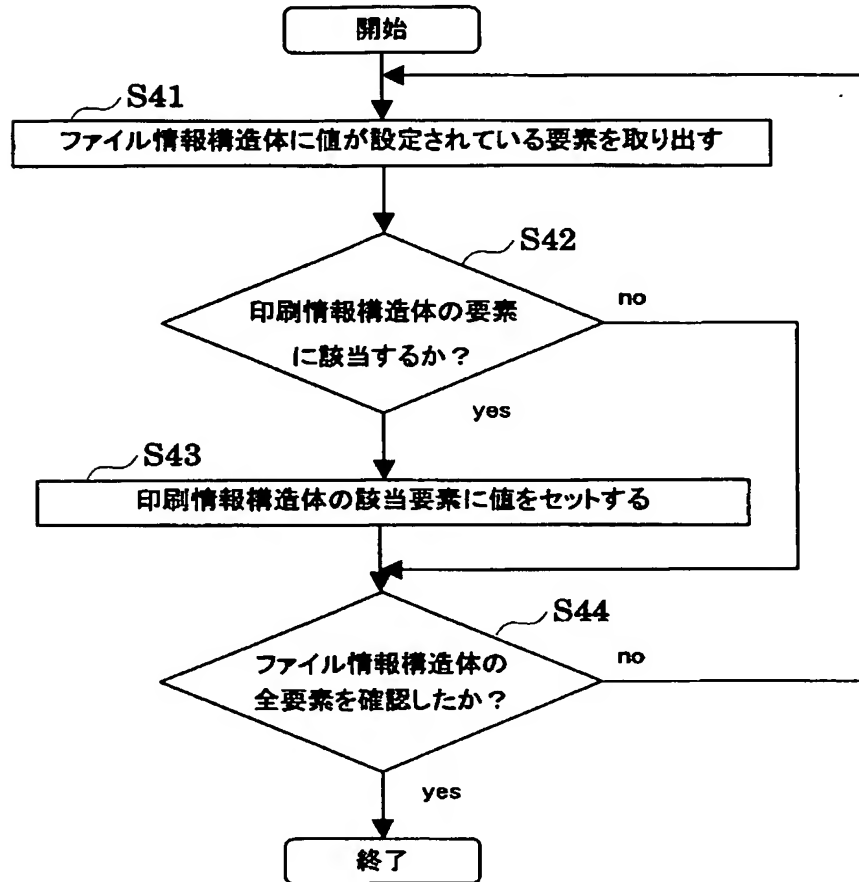 開始
S41
ファイル情報構造体に値が設定されている要素を取り出す
S42
印刷情報構造体の要素
に該当するか？
no
yes
S43
印刷情報構造体の該当要素に値をセットする
S44
ファイル情報構造体の
全要素を確認したか？
no
yes
終了